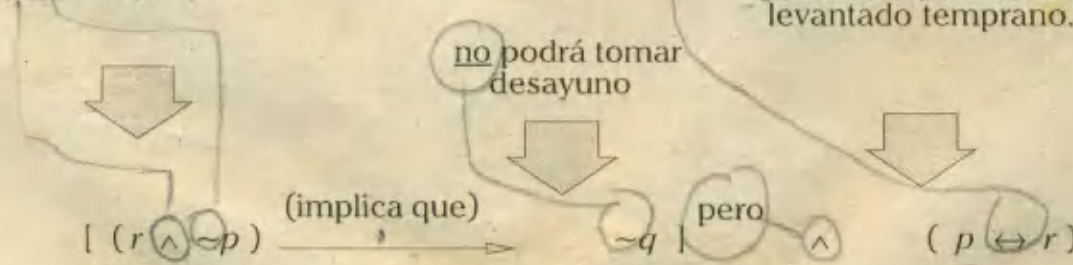 levantado temprano.
no podrá tomar
desayuno
[ (r ∧ ~p ) (implica que) ~q ] pero ∧ ( p ↔ r )